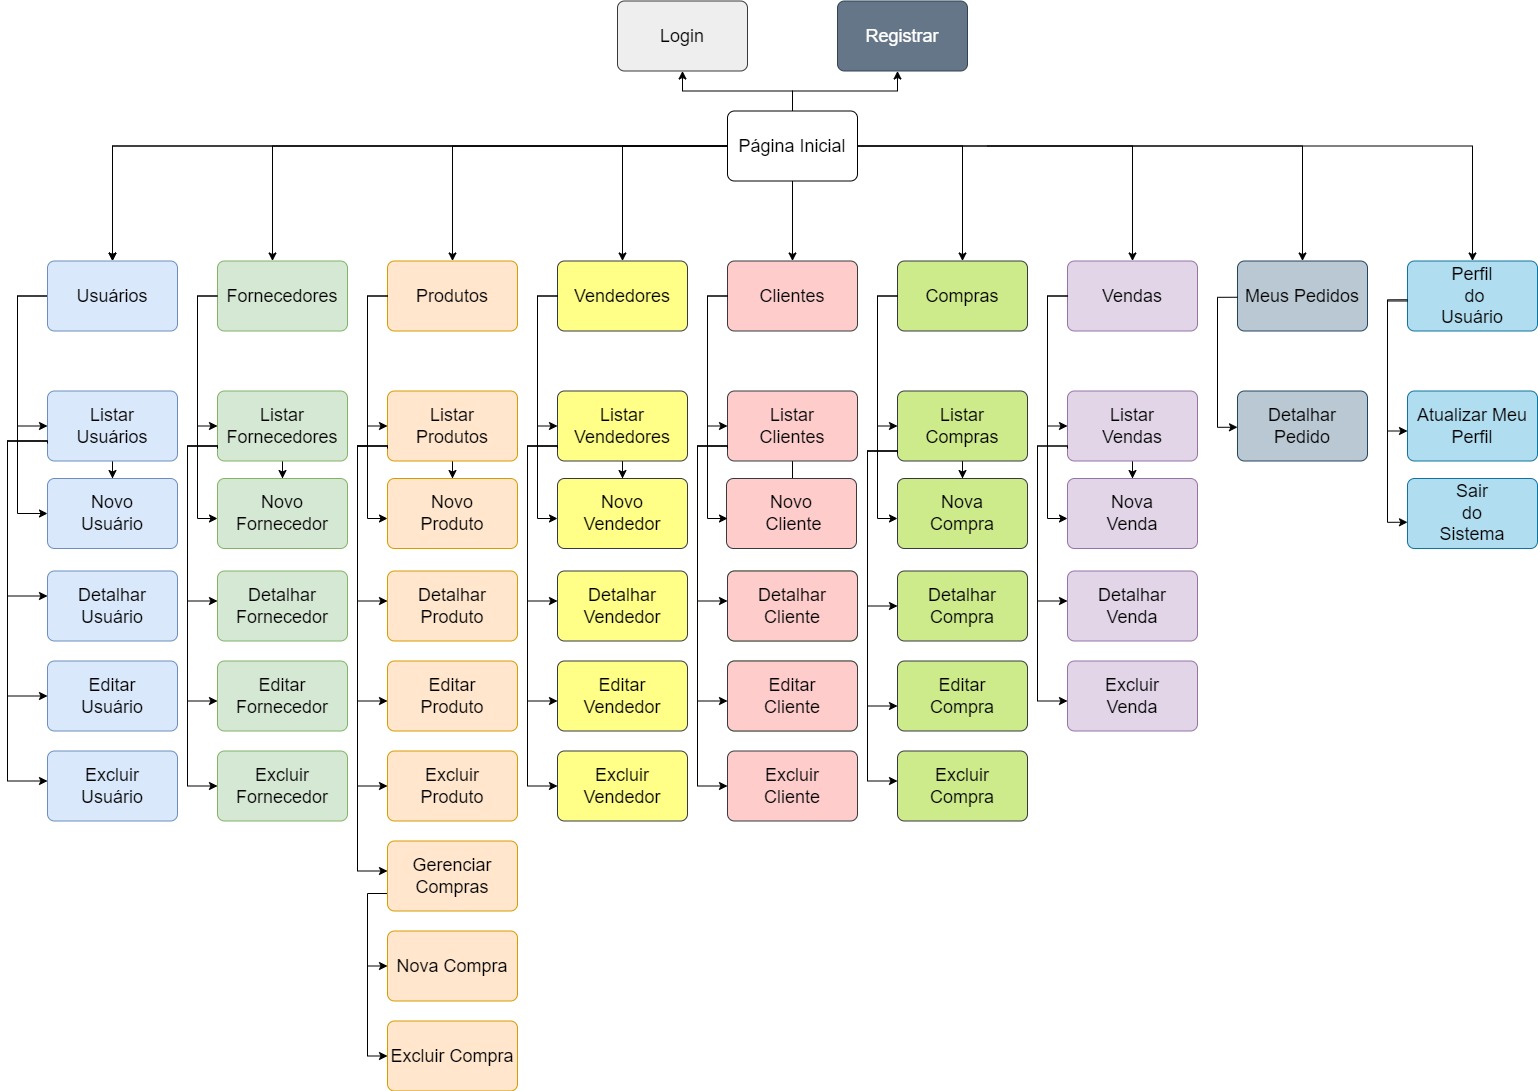 Login
Registrar
Página Inicial
Usuários
Fornecedores
Produtos
Vendedores
Clientes
Compras
Vendas
Meus Pedidos
Perfil
do
Usuário
Listar
Usuários
Listar
Fornecedores
Listar
Produtos
Listar
Vendedores
Listar
Clientes
Listar
Compras
Listar
Vendas
Detalhar
Pedido
Atualizar Meu
Perfil
Novo
Usuário
Novo
Fornecedor
Novo
Produto
Novo
Vendedor
Novo
Cliente
Nova
Compra
Nova
Venda
Sair
do
Sistema
Detalhar
Usuário
Detalhar
Fornecedor
Detalhar
Produto
Detalhar
Vendedor
Detalhar
Cliente
Detalhar
Compra
Detalhar
Venda
Editar
Usuário
Editar
Fornecedor
Editar
Produto
Editar
Vendedor
Editar
Cliente
Editar
Compra
Excluir
Venda
Excluir
Usuário
Excluir
Fornecedor
Excluir
Produto
Excluir
Vendedor
Excluir
Cliente
Excluir
Compra
Gerenciar
Compras
Nova Compra
Excluir Compra